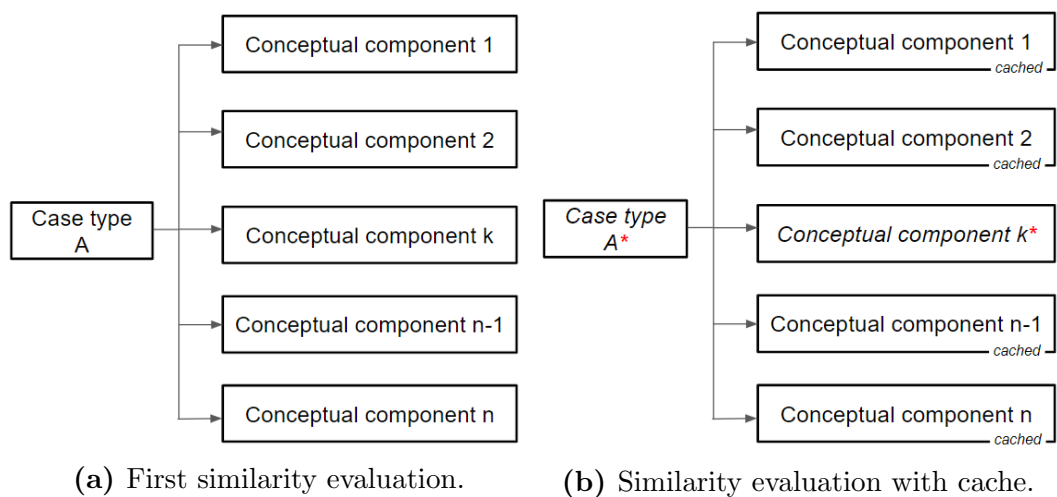 Conceptual component 1
Conceptual component 2
Case type
A
Conceptual component k
Conceptual component n-1
Conceptual component n
(a) First similarity evaluation.
Conceptual component 1
cached
Conceptual component 2
cached
Case type
A*
Conceptual component k*
Conceptual component n-1
cached
Conceptual component n
cached
(b) Similarity evaluation with cache.